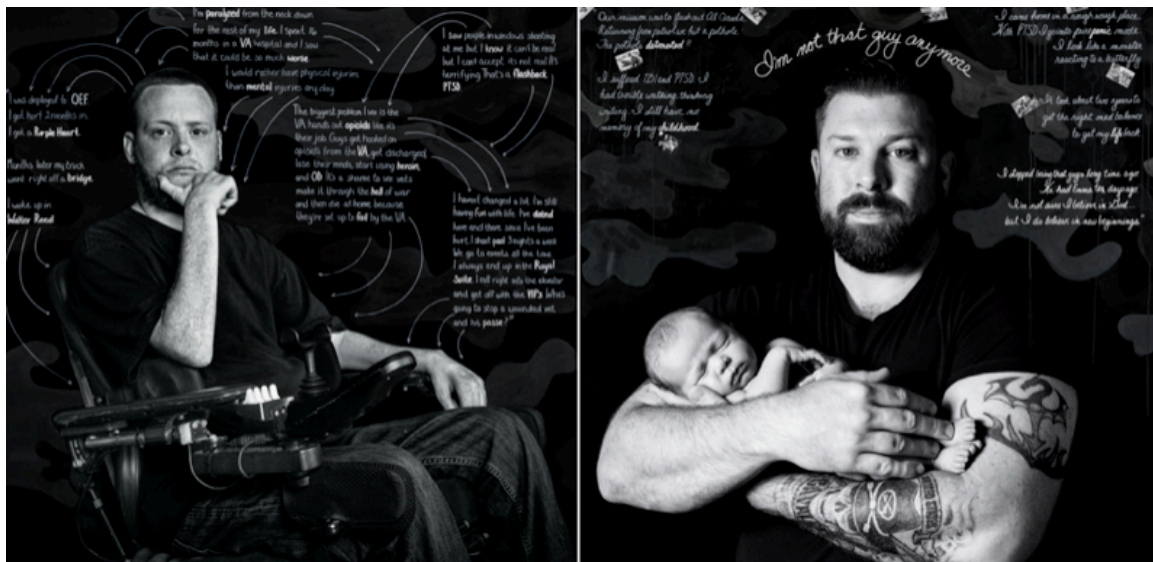 I'm paralyzed from the neck down
for the rest of my life. I spent 16
months in a VA hospital and I saw
that it could be so much worse.
I would rather have physical injuries
than mental injuries any day.
I was deployed to OEF.
I got hurt 2 months in.
I got a Purple Heart.
Months later my truck
went right off a bridge.
I woke up in
Walter Reed
The biggest problem I see is the
VA hands out opioids like it's
their job. Guys get hooked on
opioids from the VA, get discharged,
lose their minds, start using heroin,
and OD. It's a shame to see vets
make it through the hell of war
and then die at home because
they're set up to fail by the VA.
I saw people in windows shooting
at me but I know it can't be real
but I can't accept its not real. It's
terrifying. That's a flashback.
PTSD.
I haven't changed a bit. I'm still
having fun with life. I've dated
here and there since I've been
hurt. I shoot pool 3 nights a week.
We go to events all the time.
I always end up in the Royal
Suite. I roll right into the elevator
and get off with the VIPs. Who's
going to stop a wounded vet
and his posse?"
Our mission was to flush out Al Qaeda.
Returning from patrol we hit a pothole.
The pothole detonated."
I suffered TBI and PTSD. I
had trouble walking, thinking
writing. I still have no
memory of my childhood.
I'm not that guy anymore
I came home in a rough rough place.
With PTSD I go into pure panic mode.
I look like a monster
reacting to a butterfly.
It took about two years to
get the right med balance
to get my life back
I stopped being that guy a long time ago.
We had Emma ten days ago.
I'm not sure I believe in God...
but I do believe in new beginnings."